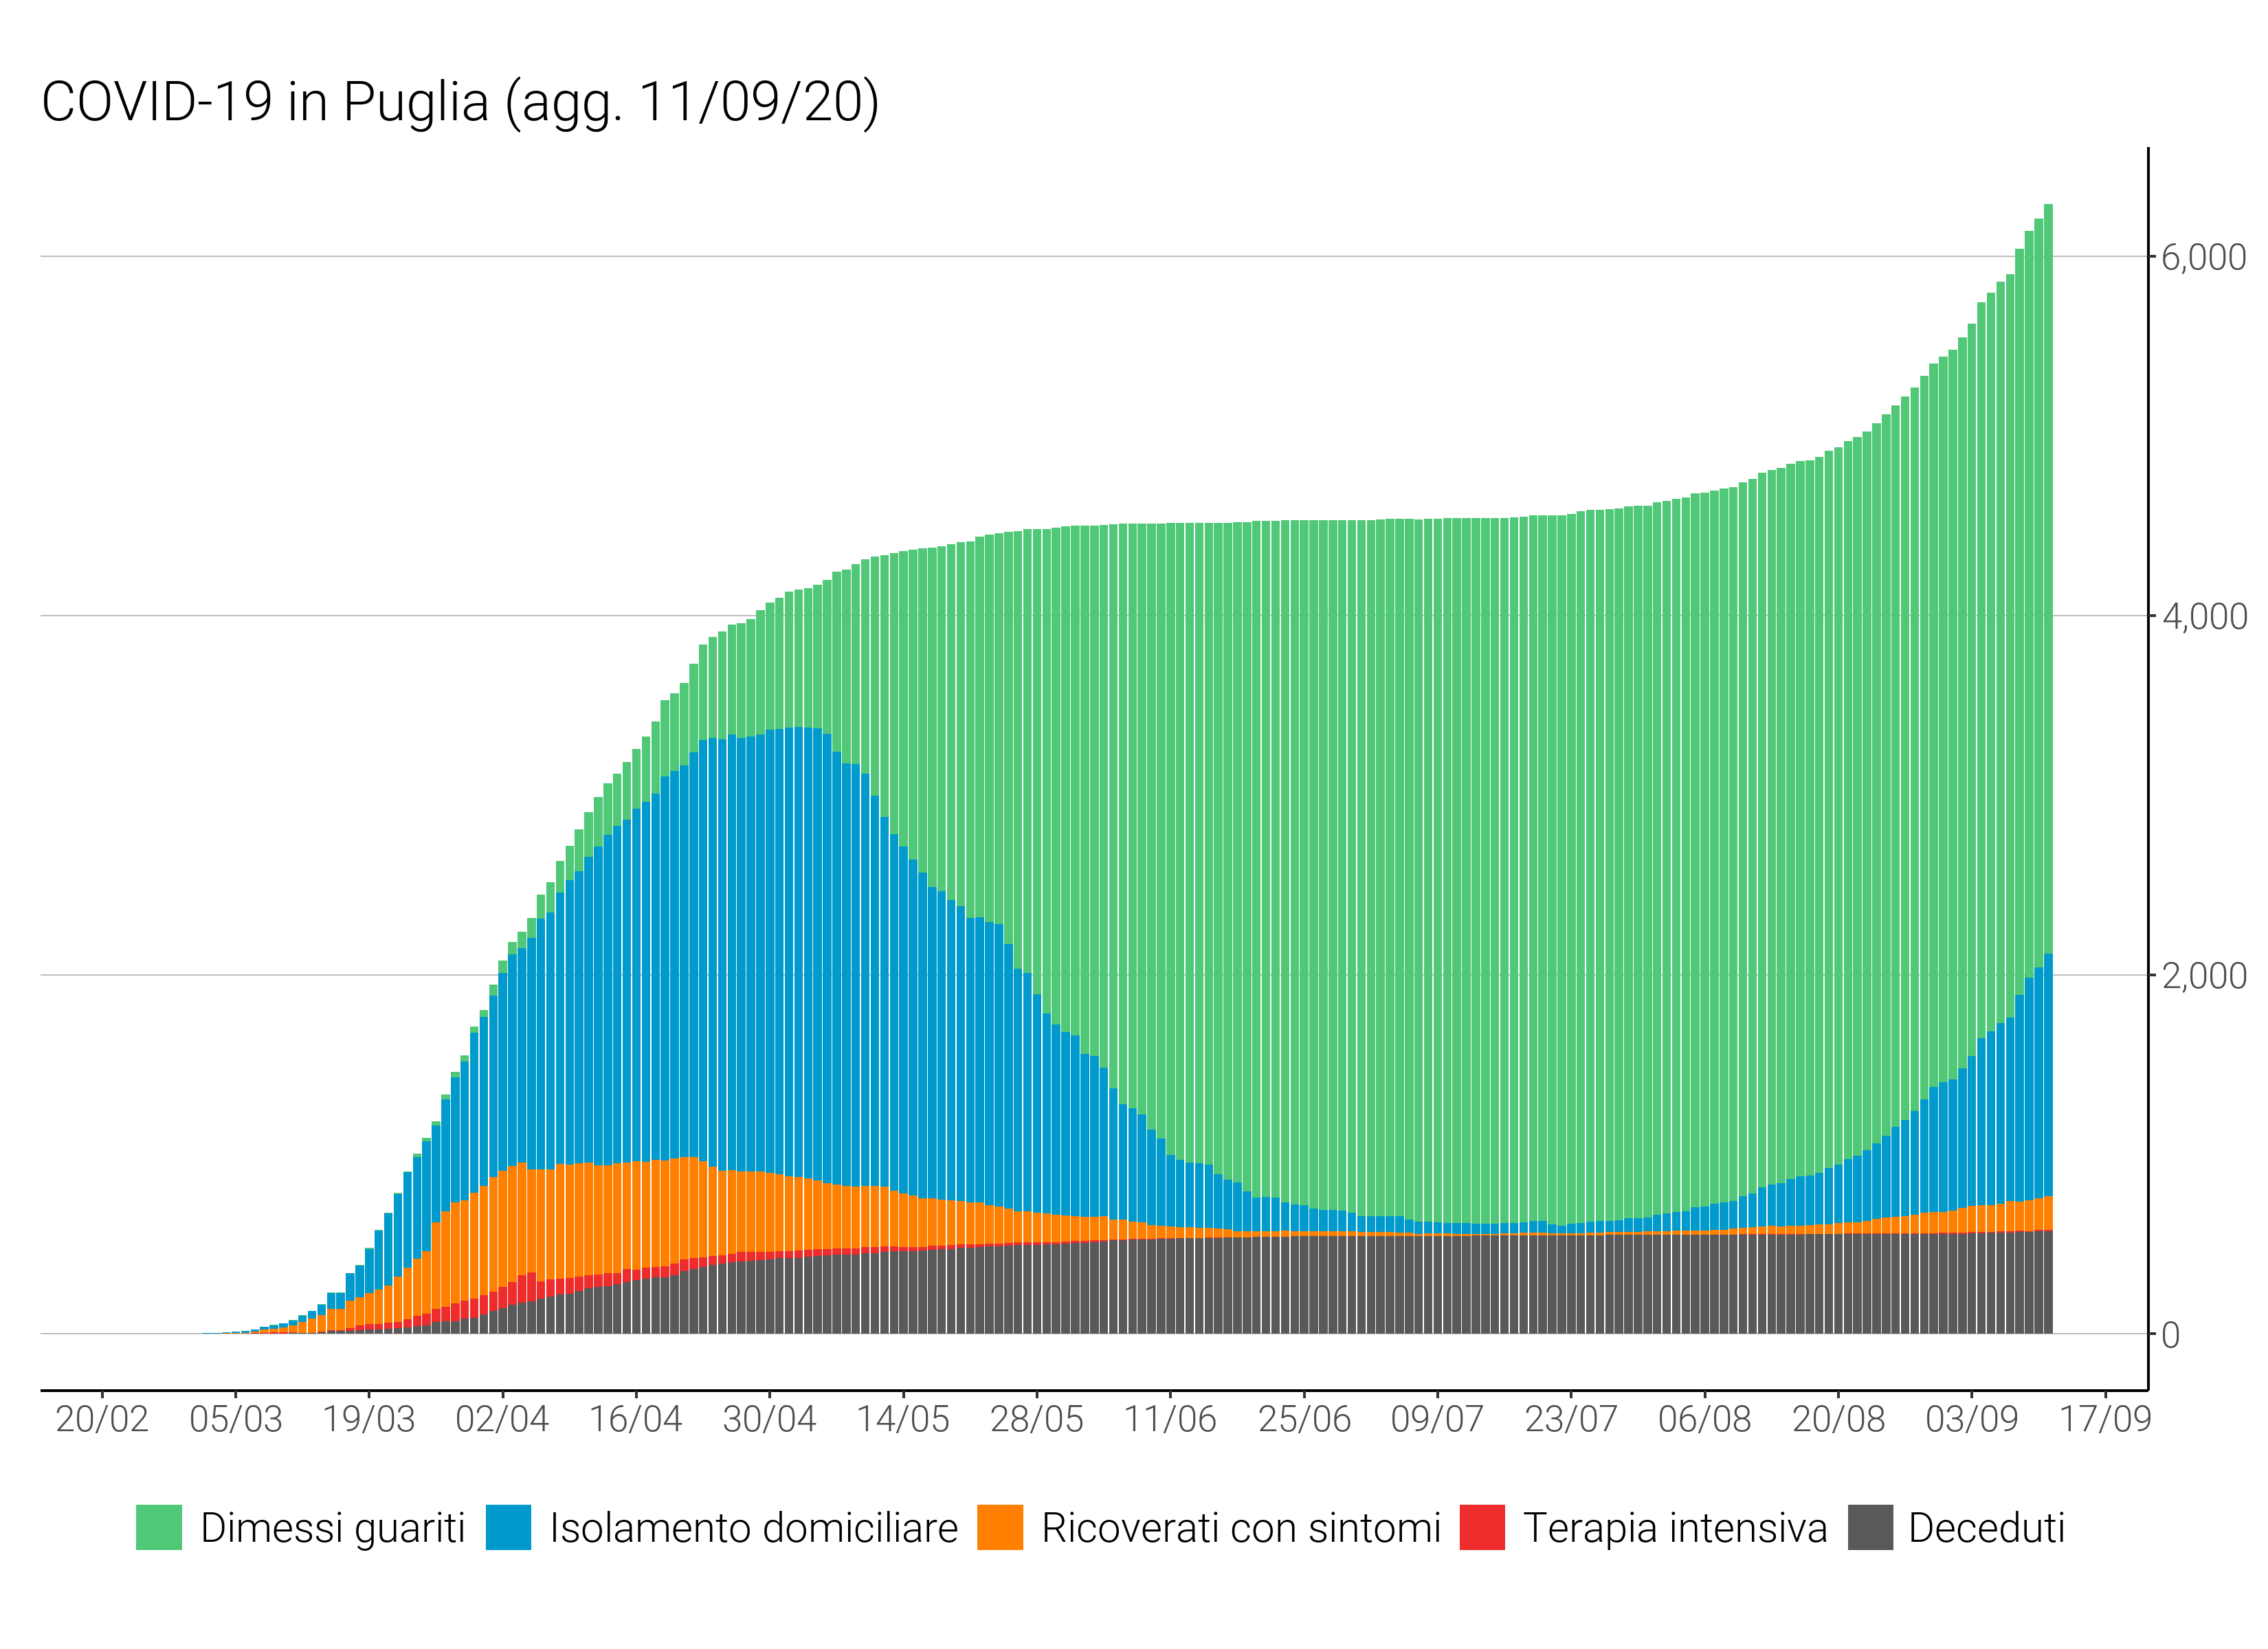 COVID-19 in Puglia (agg. 11/09/20)
6,000
4,000
2,000
0
20/02 05/03 19/03 02/04 16/04 30/04 14/05 28/05 11/06 25/06 09/07 23/07 06/08 20/08 03/09 17/09
Dimessi guariti Isolamento domiciliare Ricoverati con sintomi Terapia intensiva Deceduti